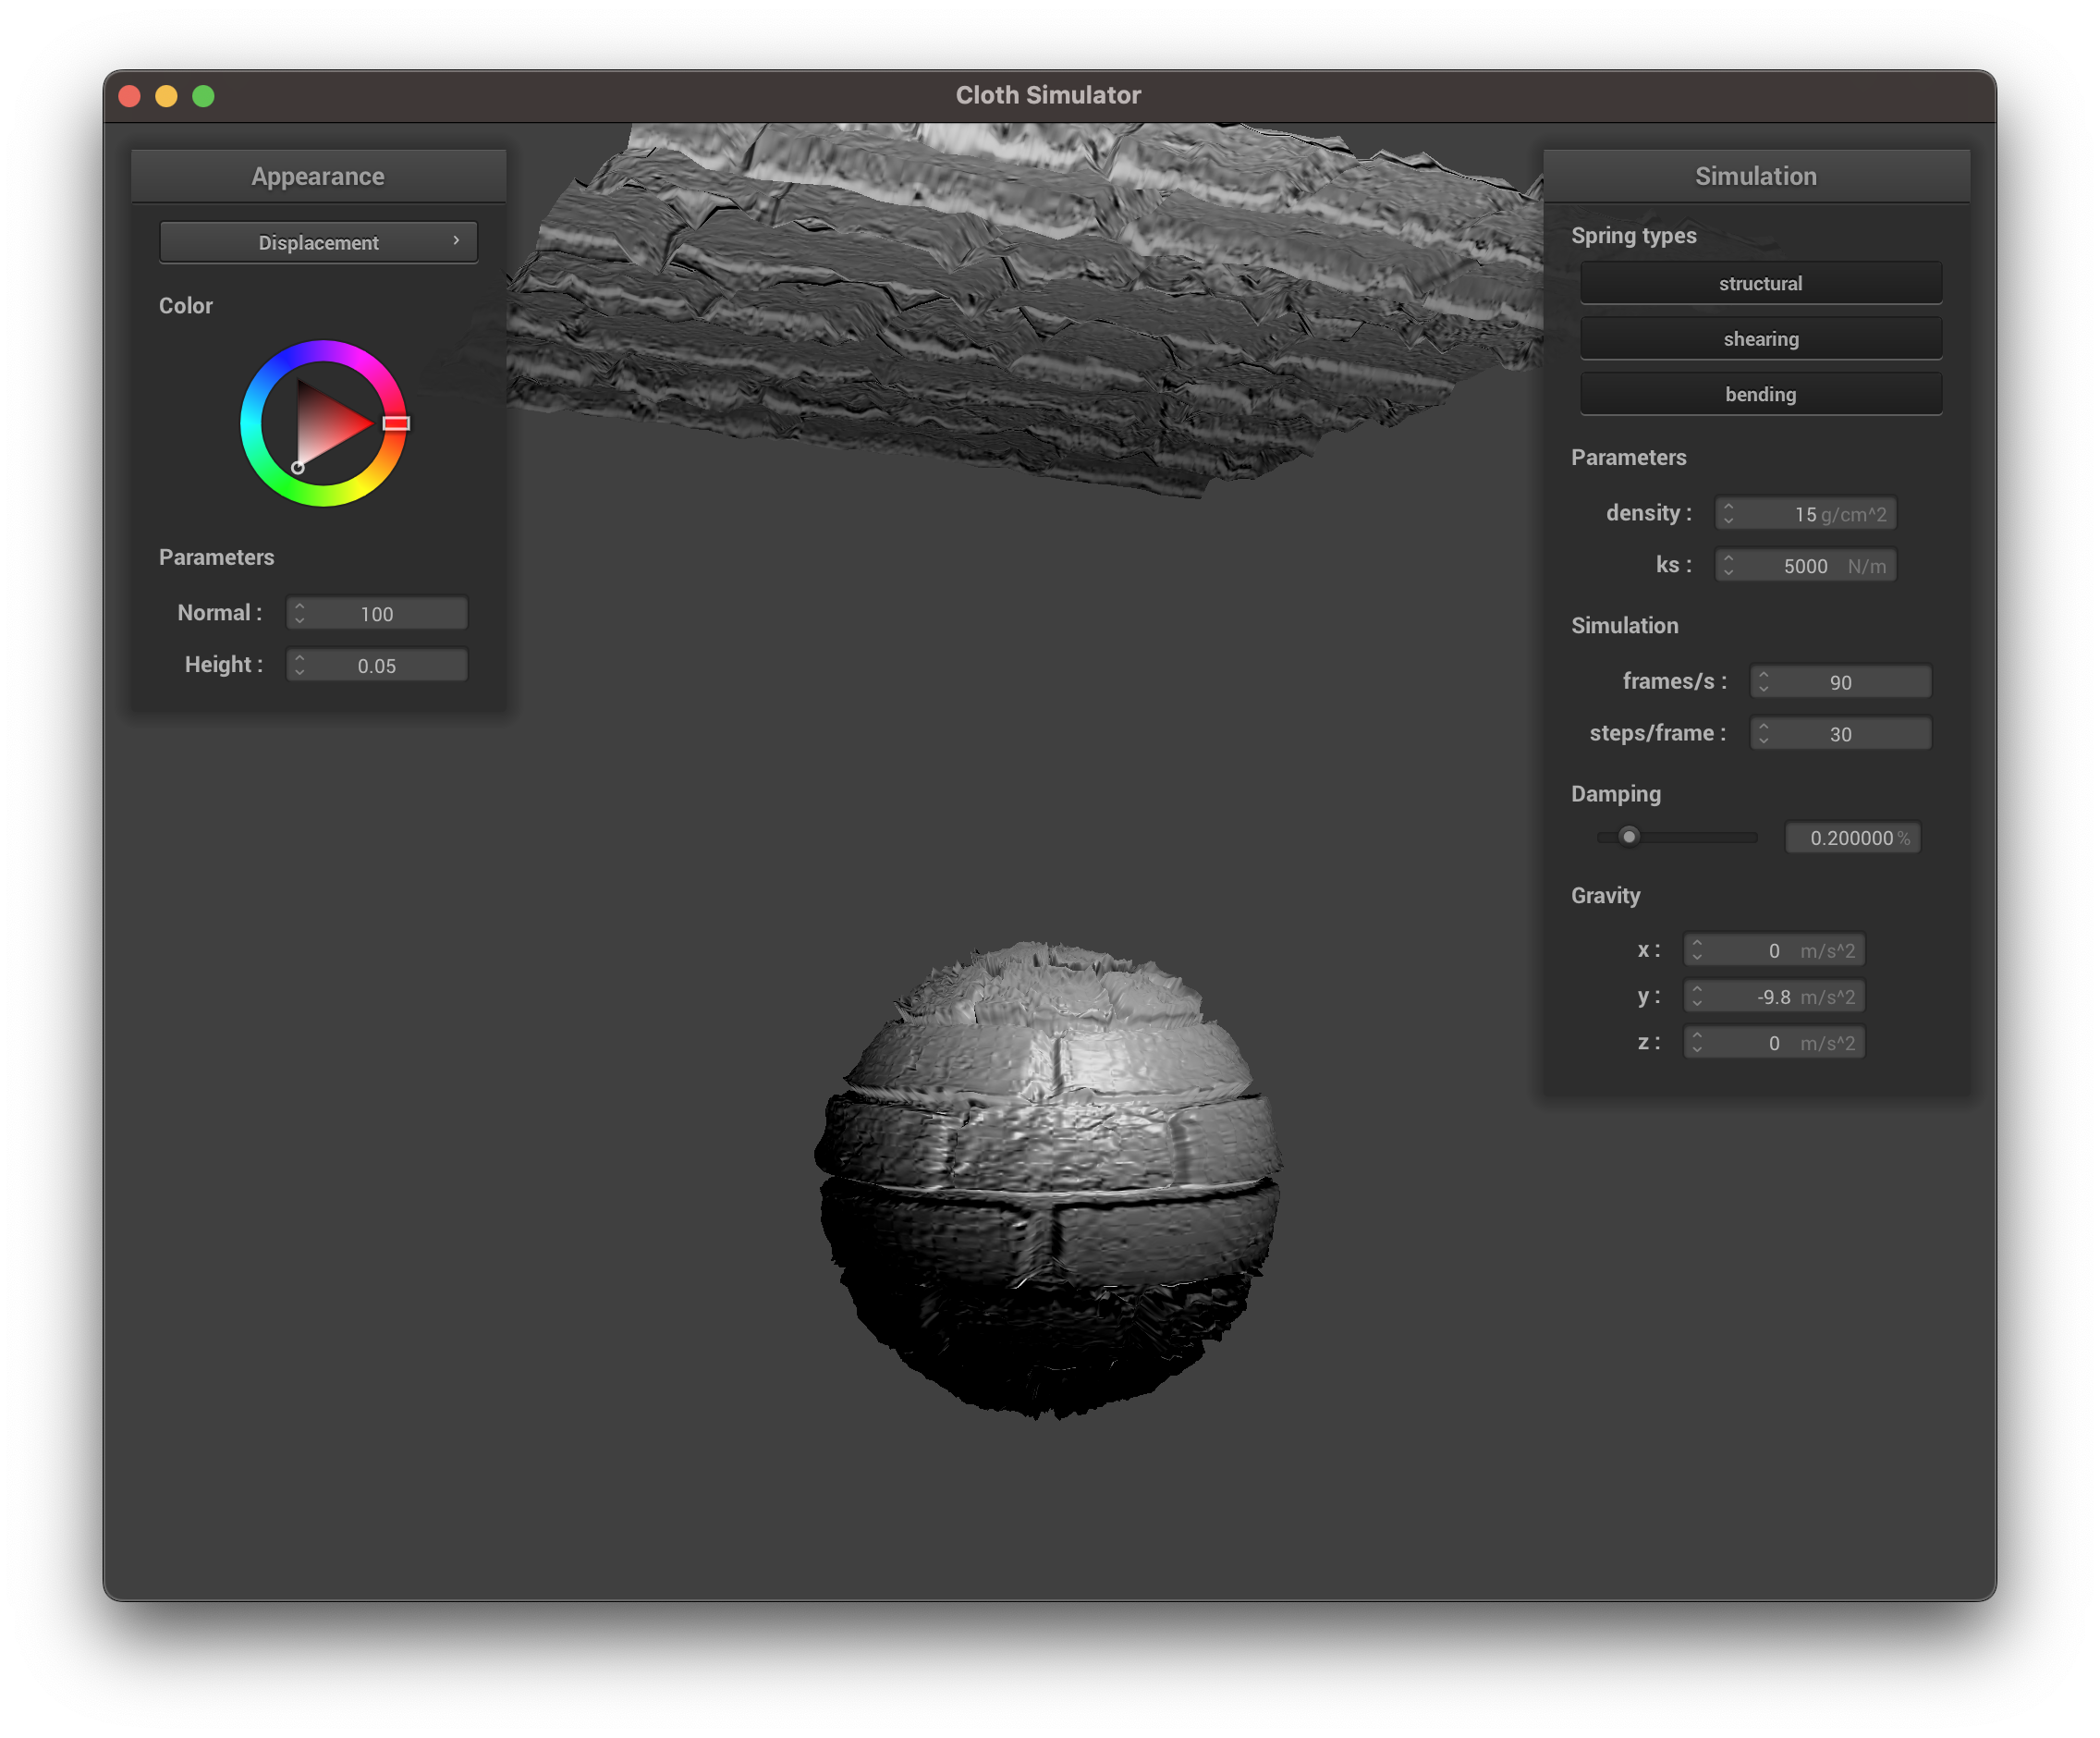 Cloth Simulator
Appearance
Displacement
Color
Parameters
Normal : 100
Height : 0.05
Simulation
Spring types
structural
shearing
bending
Parameters
density : 15 g/cm^2
ks : 5000 N/m
Simulation
frames/s : 90
steps/frame : 30
Damping
0.200000 %
Gravity
x : 0 m/s^2
y : -9.8 m/s^2
z : 0 m/s^2